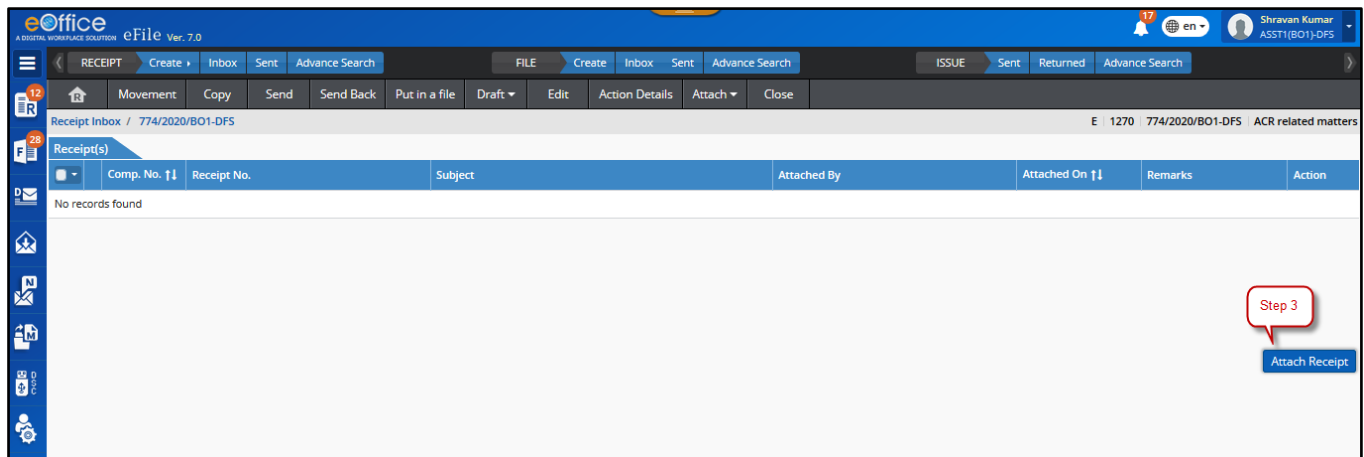 eOffice
A DIGITAL WORKPLACE SOLUTION eFile Ver. 7.0
17 en Shravan Kumar
ASST1(BO1)-DFS
RECEIPT Create Inbox Sent Advance Search FILE Create Inbox Sent Advance Search ISSUE Sent Returned Advance Search
12 R
R Movement Copy Send Send Back Put in a file Draft Edit Action Details Attach Close
Receipt Inbox / 774/2020/BO1-DFS E 1270 774/2020/BO1-DFS ACR related matters
28 F
Receipt(s)
Comp. No. Receipt No. Subject Attached By Attached On Remarks Action
D
No records found
N
M
Step 3
Attach Receipt
DSC